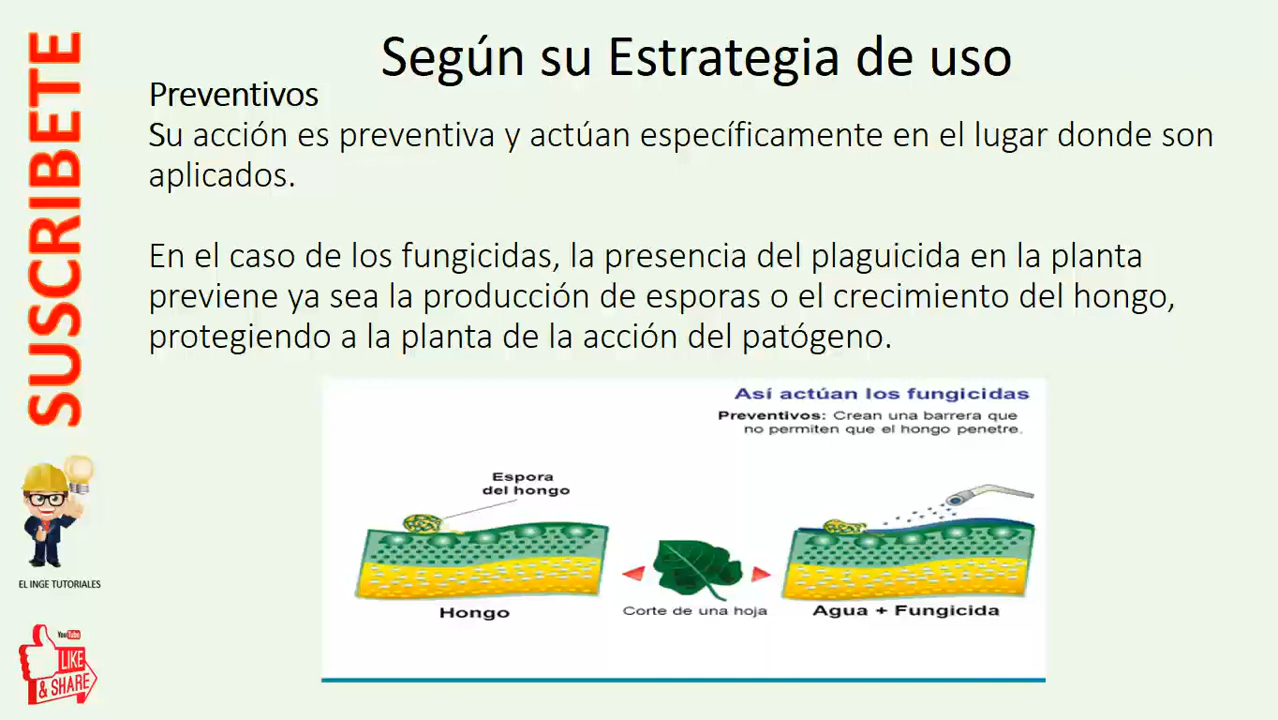 Según su Estrategia de uso
Preventivos
Su acción es preventiva y actúan específicamente en el lugar donde son
aplicados.
En el caso de los fungicidas, la presencia del plaguicida en la planta
previene ya sea la producción de esporas o el crecimiento del hongo,
protegiendo a la planta de la acción del patógeno.
Así actúan los fungicidas
Preventivos: Crean una barrera que
no permiten que el hongo penetre.
Espora
del hongo
Hongo
Corte de una hoja
Agua + Fungicida
SUSCRIBETE
EL INGE TUTORIALES
YouTube
LIKE
& SHARE